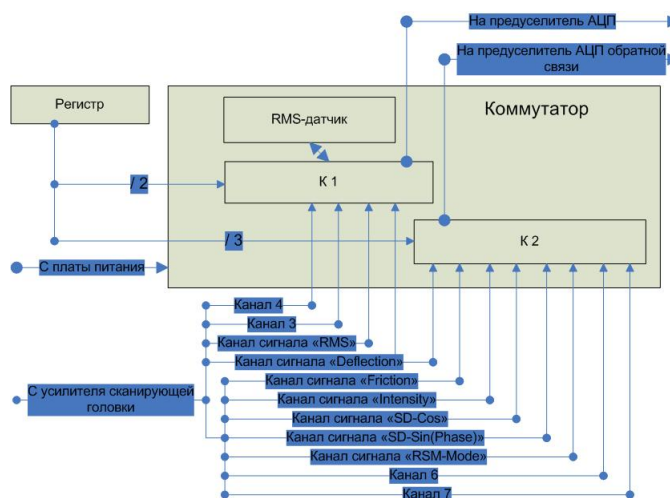 На предуселитель АЦП
На предуселитель АЦП обратной
связи
Регистр
Коммутатор
RMS-датчик
К 1
/ 2
К 2
/ 3
С платы питания
Канал 4
Канал 3
Канал сигнала «RMS»
Канал сигнала «Deflection»
Канал сигнала «Friction»
С усилителя сканирующей
головки
Канал сигнала «Intensity»
Канал сигнала «SD-Cos»
Канал сигнала «SD-Sin(Phase)»
Канал сигнала «RSM-Mode»
Канал 6
Канал 7